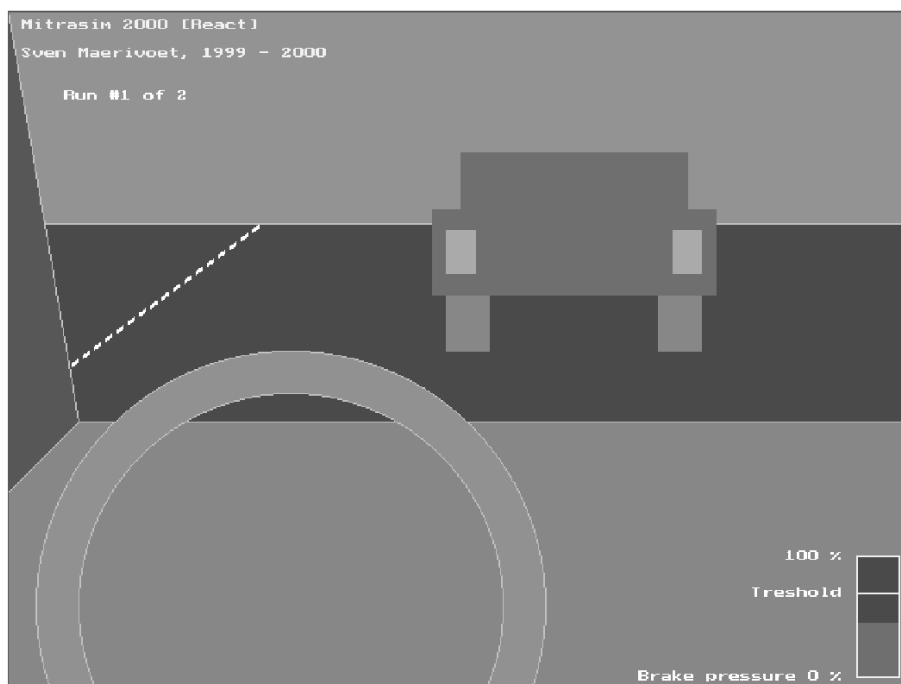 Mitrasim 2000 [React]
Sven Maerivoet, 1999 - 2000
Run #1 of 2
100 %
Treshold
Brake pressure 0 %